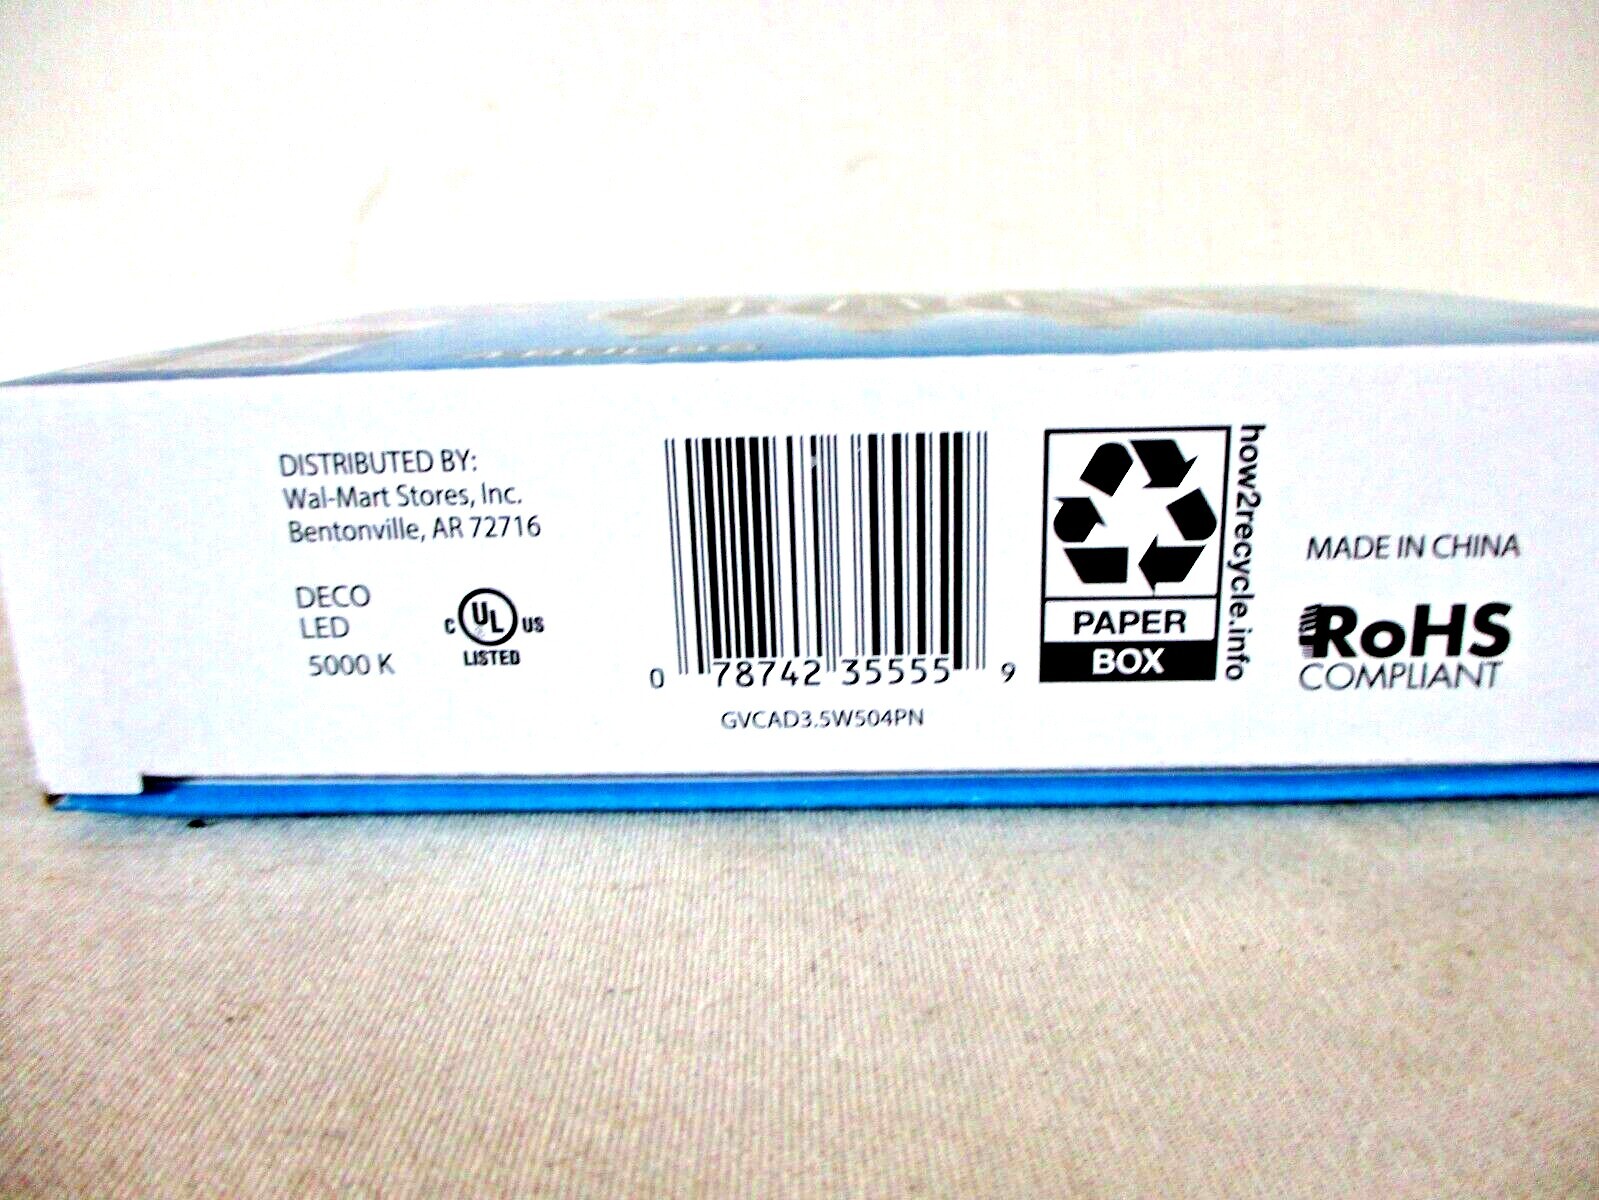 DISTRIBUTED BY:
Wal-Mart Stores, Inc.
Bentonville, AR 72716
DECO
LED
5000 K
C UL US
LISTED
0 78742 35555 9
GVCAD3.5W504PN
PAPER
BOX
how2recycle.info
MADE IN CHINA
RoHS
COMPLIANT